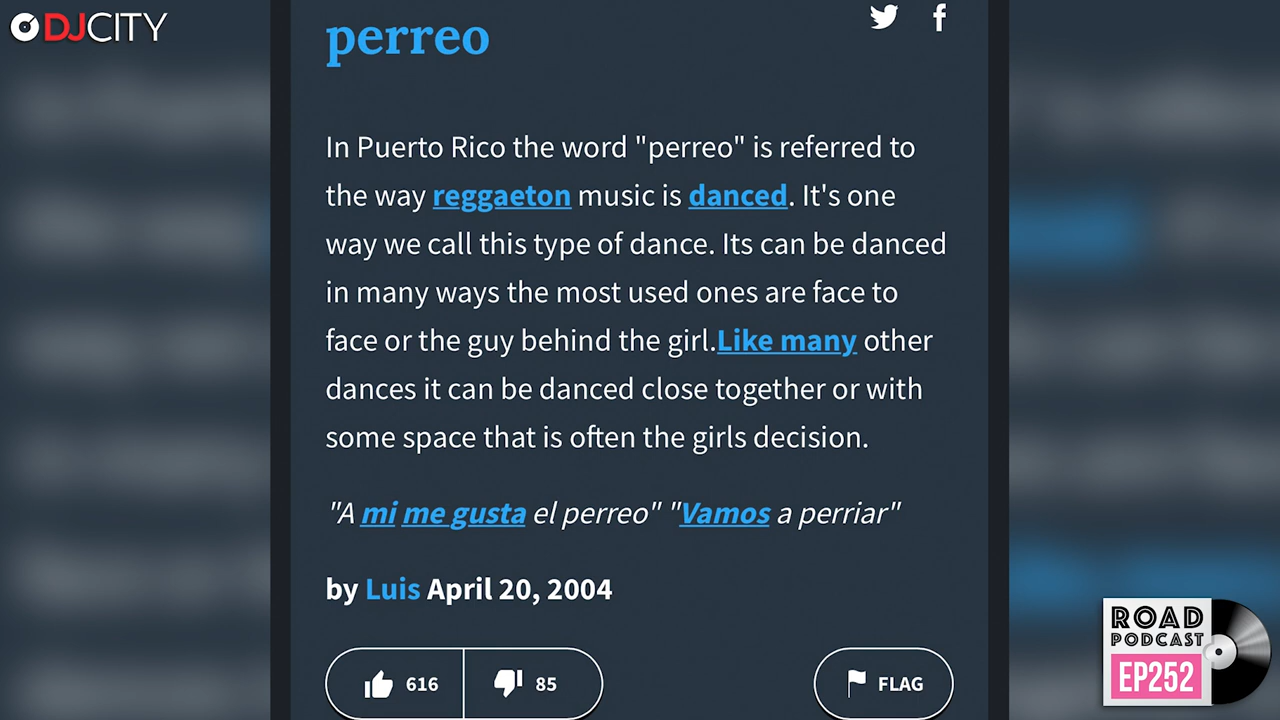 DJCITY
perreo
In Puerto Rico the word "perreo" is referred to
the way reggaeton music is danced. It's one
way we call this type of dance. Its can be danced
in many ways the most used ones are face to
face or the guy behind the girl.Like many other
dances it can be danced close together or with
some space that is often the girls decision.
"A mi me gusta el perreo" "Vamos a perriar"
by Luis April 20, 2004
616 85 FLAG
ROAD
PODCAST
EP252